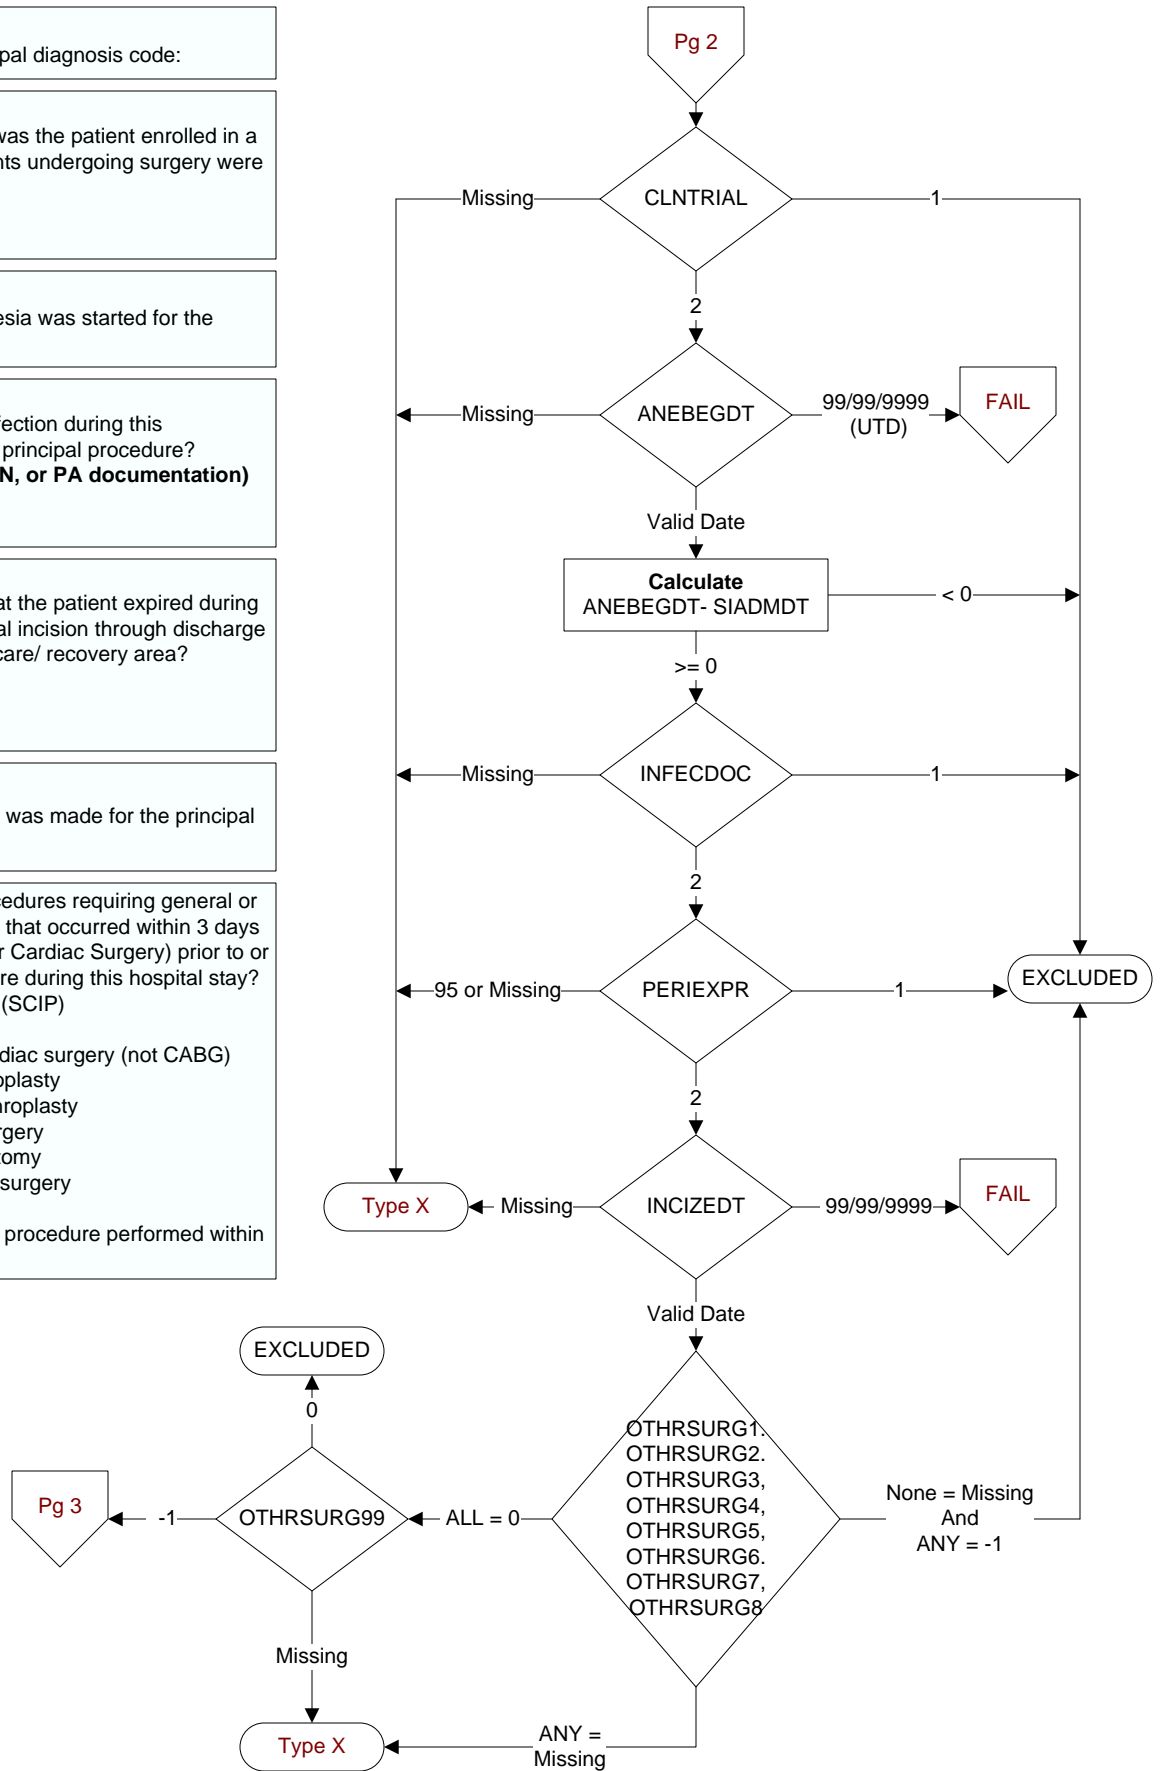 pal diagnosis code:
was the patient enrolled in a
nts undergoing surgery were
esia was started for the
fection during this
principal procedure?
N, or PA documentation)
at the patient expired during
al incision through discharge
care/ recovery area?
was made for the principal
cedures requiring general or
that occurred within 3 days
r Cardiac Surgery) prior to or
re during this hospital stay?
(SCIP)
diac surgery (not CABG)
oplasty
hroplasty
rgery
tomy
surgery
procedure performed within
Pg 2
Missing
CLNTRIAL
1
2
Missing
ANEBEGDT
99/99/9999
(UTD)
FAIL
Valid Date
Calculate
ANEBEGDT- SIADMDT
< 0
>= 0
Missing
INFECDOC
1
2
95 or Missing
PERIEXPR
1
EXCLUDED
2
Type X
Missing
INCIZEDT
99/99/9999
FAIL
Valid Date
EXCLUDED
0
Pg 3
-1
OTHRSURG99
ALL = 0
OTHRSURG1.
OTHRSURG2.
OTHRSURG3,
OTHRSURG4,
OTHRSURG5,
OTHRSURG6.
OTHRSURG7,
OTHRSURG8
None = Missing
And
ANY = -1
Missing
Type X
ANY =
Missing